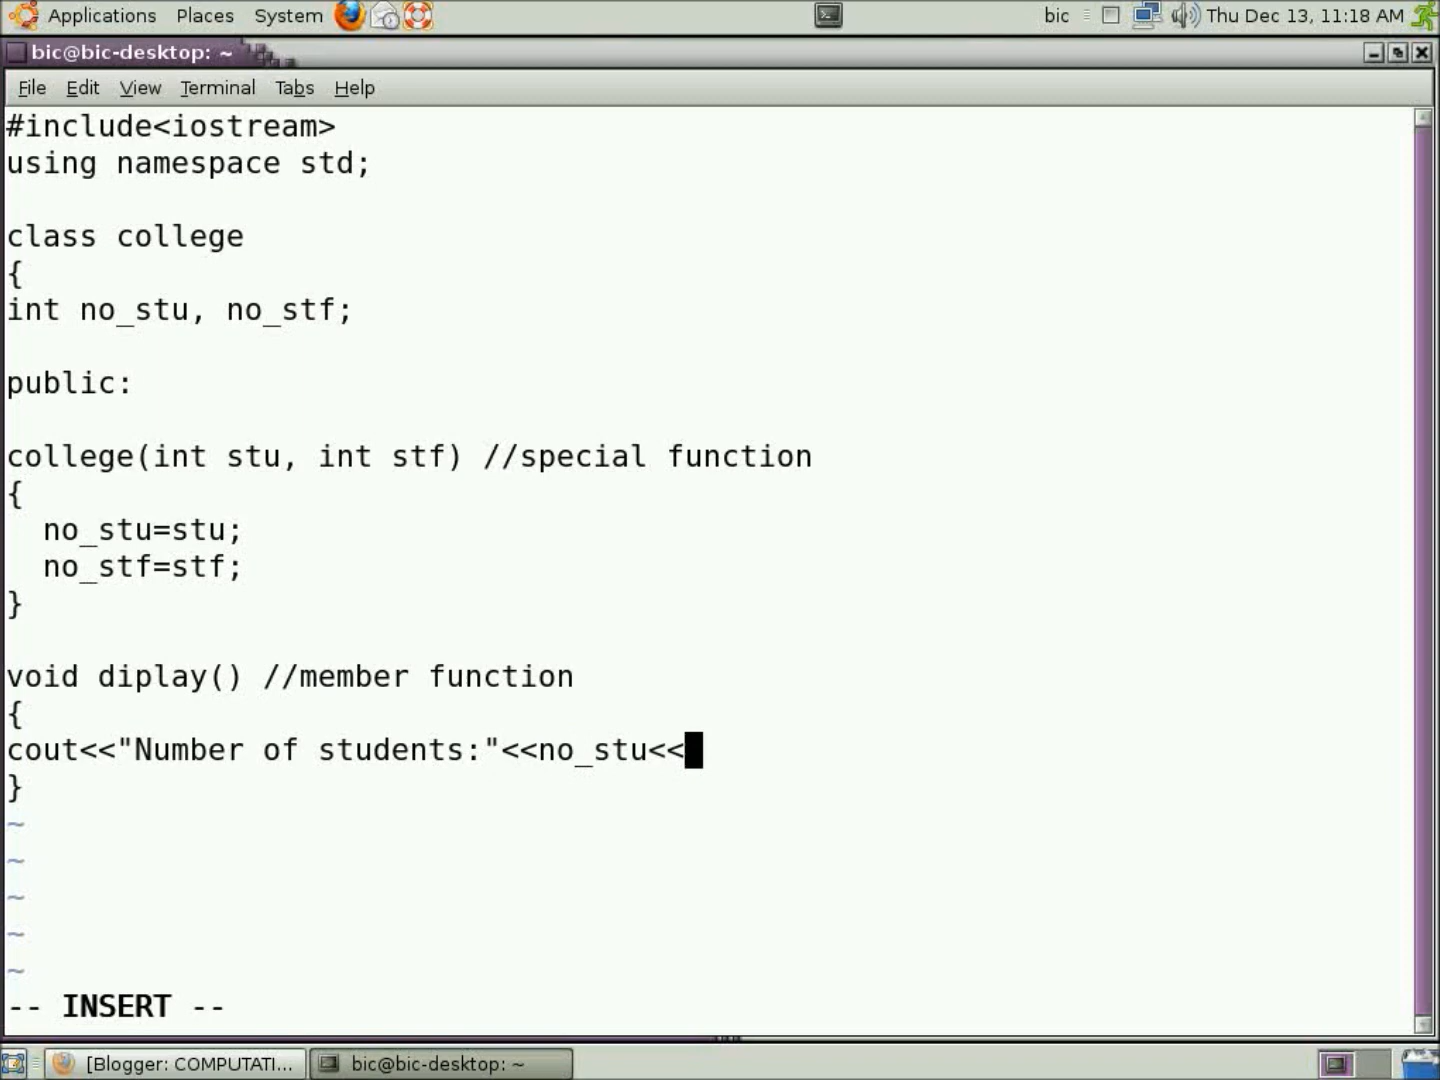 Applications Places System bic Thu Dec 13, 11:18 AM
bic@bic-desktop: ~
File Edit View Terminal Tabs Help
#include<iostream>
using namespace std;
class college
{
int no_stu, no_stf;
public:
college(int stu, int stf) //special function
{
no_stu=stu;
no_stf=stf;
}
void diplay() //member function
{
cout<<"Number of students:"<<no_stu<<
}
~
~
~
~
~
-- INSERT --
[Blogger: COMPUTATI... bic@bic-desktop: ~